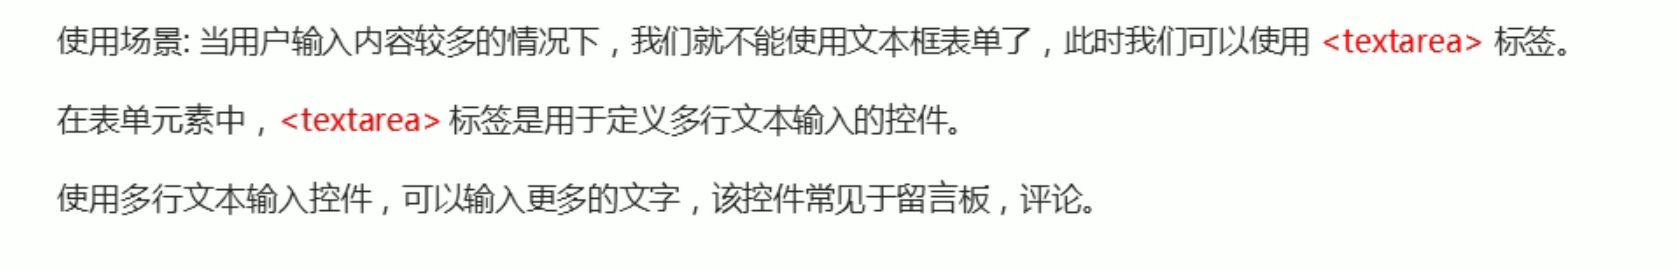 使用场景: 当用户输入内容较多的情况下，我们就不能使用文本框表单了，此时我们可以使用 <textarea> 标签。
在表单元素中，<textarea> 标签是用于定义多行文本输入的控件。
使用多行文本输入控件，可以输入更多的文字，该控件常见于留言板，评论。